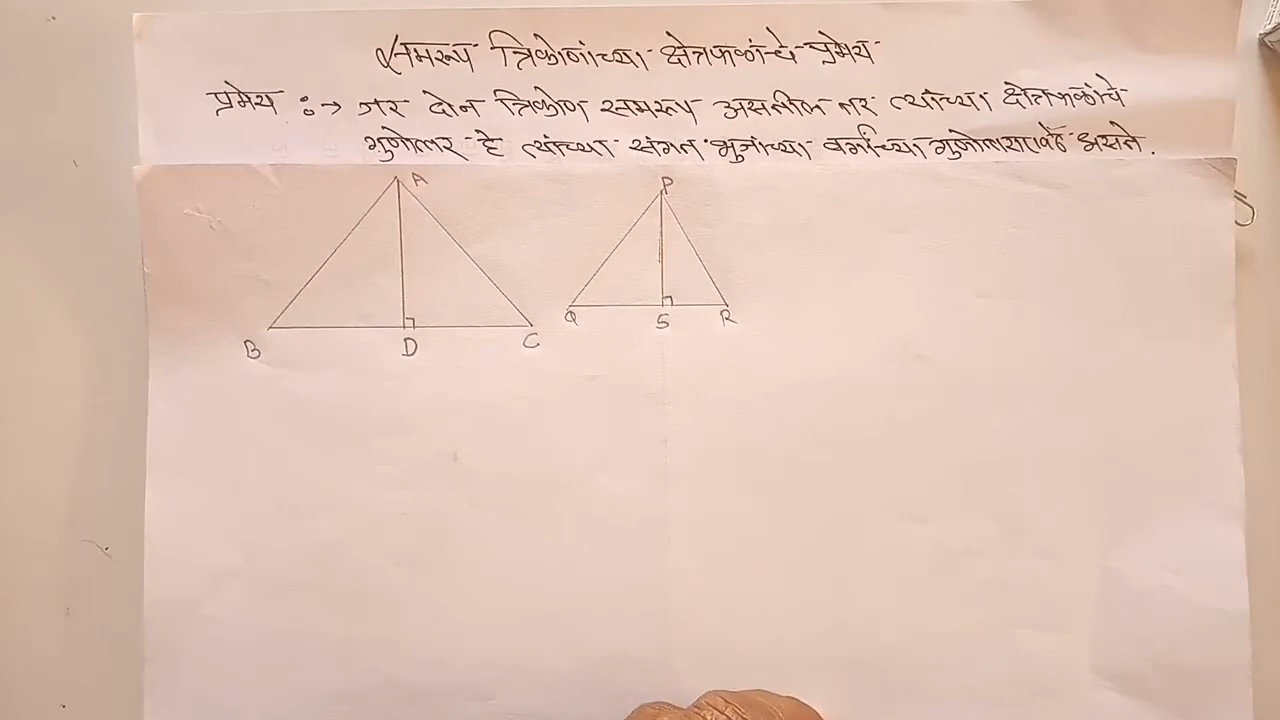 समरूप त्रिकोणांच्या क्षेत्रफळांचे प्रमेय
प्रमेय :→ जर दोन त्रिकोण समरूप असतील तर त्यांच्या क्षेत्रफळांचे
गुणोत्तर हे त्यांच्या संगत भुजांच्या वर्गांच्या गुणोत्तराएवढे असते.
A P
B D C Q S R